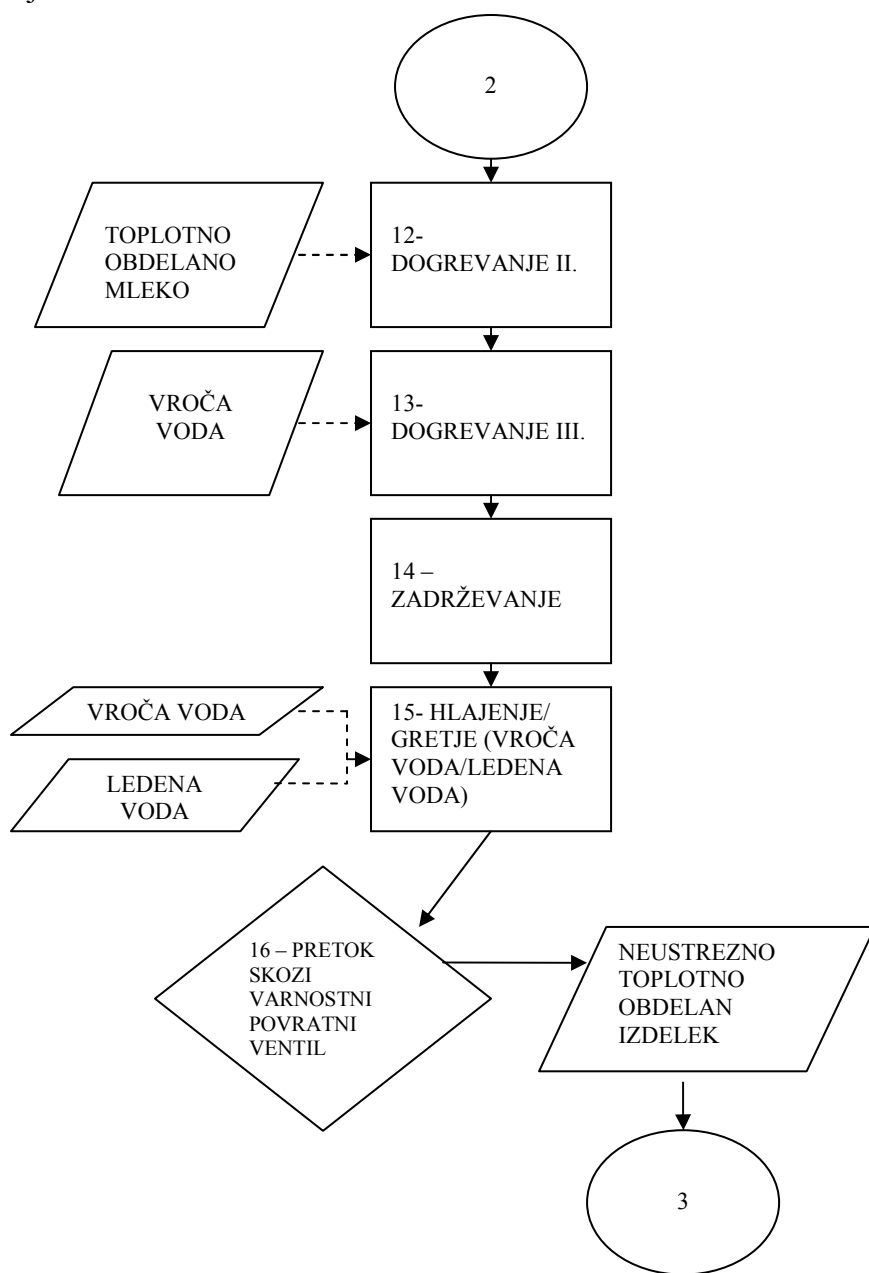 2
TOPLOTNO
OBDELANO
MLEKO
12-
DOGREVANJE II.
VROČA
VODA
13-
DOGREVANJE III.
14 –
ZADRŽEVANJE
VROČA VODA
LEDENA
VODA
15- HLAJENJE/
GRETJE (VROČA
VODA/LEDENA
VODA)
16 – PRETOK
SKOZI
VARNOSTNI
POVRATNI
VENTIL
NEUSTREZNO
TOPLOTNO
OBDELAN
IZDELEK
3